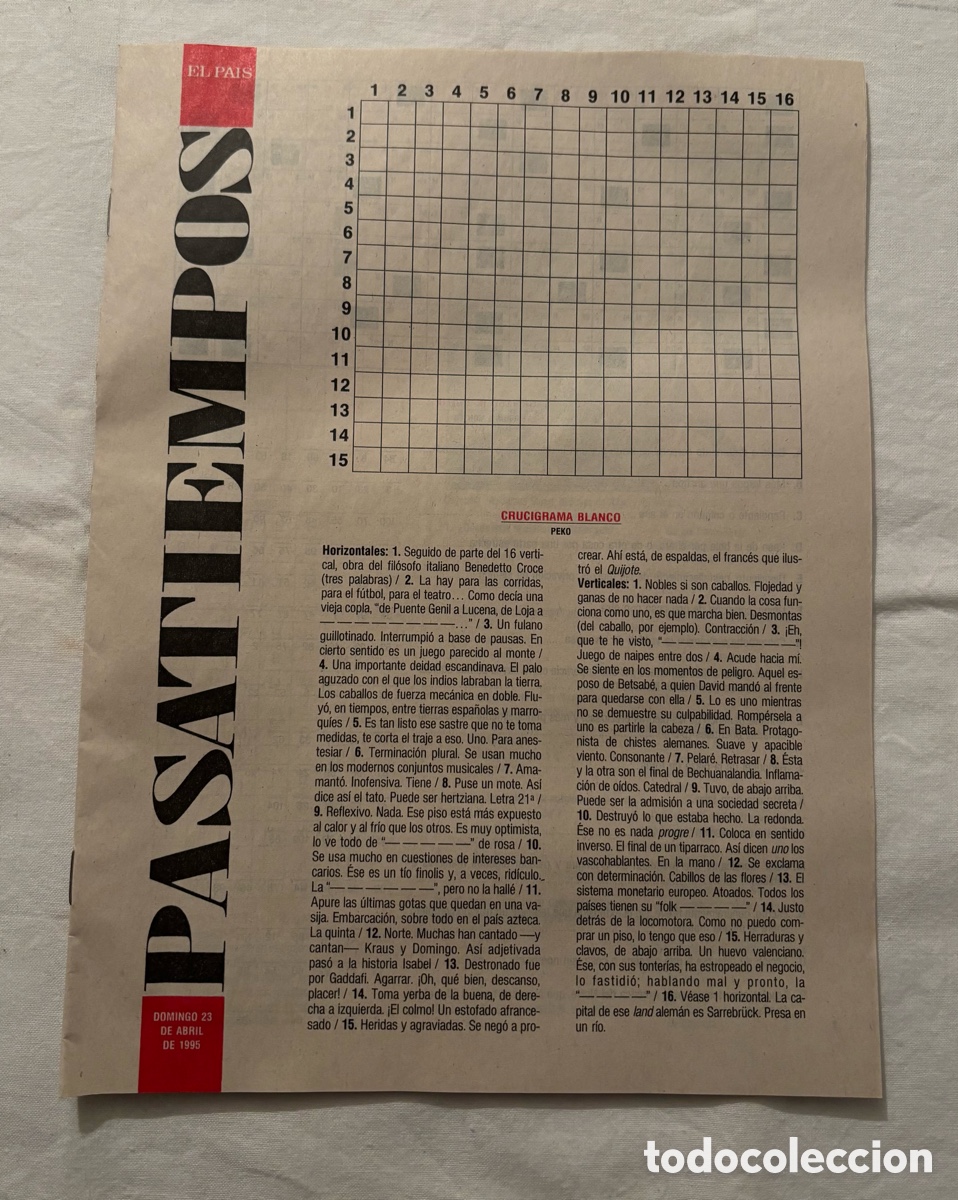 EL PAIS
PASATIEMPOS
DOMINGO 23
DE ABRIL
DE 1995
1 2 3 4 5 6 7 8 9 10 11 12 13 14 15 16
1
2
3
4
5
6
7
8
9
10
11
12
13
14
15
CRUCIGRAMA BLANCO
PEKO
Horizontales: 1. Seguido de parte del 16 verti-
cal, obra del filósofo italiano Benedetto Croce
(tres palabras) / 2. La hay para las corridas,
para el fútbol, para el teatro... Como decía una
vieja copla, "de Puente Genil a Lucena, de Loja a
— — — — — — — — —..." / 3. Un fulano
guillotinado. Interrumpió a base de pausas. En
cierto sentido es un juego parecido al monte /
4. Una importante deidad escandinava. El palo
aguzado con el que los indios labraban la tierra.
Los caballos de fuerza mecánica en doble. Flu-
yó, en tiempos, entre tierras españolas y marro-
quíes / 5. Es tan listo ese sastre que no te toma
medidas, te corta el traje a eso. Uno. Para anes-
tesiar / 6. Terminación plural. Se usan mucho
en los modernos conjuntos musicales / 7. Ama-
mantó. Inofensiva. Tiene / 8. Puse un mote. Así
dice así el tato. Puede ser hertziana. Letra 21ª /
9. Reflexivo. Nada. Ese piso está más expuesto
al calor y al frío que los otros. Es muy optimista,
lo ve todo de "— — — — —" de rosa / 10.
Se usa mucho en cuestiones de intereses ban-
carios. Ése es un tío finolis y, a veces, ridículo.
La "— — — — — —", pero no la hallé / 11.
Apure las últimas gotas que quedan en una va-
sija. Embarcación, sobre todo en el país azteca.
La quinta / 12. Norte. Muchas han cantado —y
cantan— Kraus y Domingo. Así adjetivada
pasó a la historia Isabel / 13. Destronado fue
por Gaddafi. Agarrar. ¡Oh, qué bien, descanso,
placer! / 14. Toma yerba de la buena, de dere-
cha a izquierda. ¡El colmo! Un estofado afrance-
sado / 15. Heridas y agraviadas. Se negó a pro-
crear. Ahí está, de espaldas, el francés que ilus-
tró el Quijote.
Verticales: 1. Nobles si son caballos. Flojedad y
ganas de no hacer nada / 2. Cuando la cosa fun-
ciona como uno, es que marcha bien. Desmontas
(del caballo, por ejemplo). Contracción / 3. ¡Eh,
que te he visto, "— — — — — — — — —"!
Juego de naipes entre dos / 4. Acude hacia mí.
Se siente en los momentos de peligro. Aquel es-
poso de Betsabé, a quien David mandó al frente
para quedarse con ella / 5. Lo es uno mientras
no se demuestre su culpabilidad. Rompérsela a
uno es partirle la cabeza / 6. En Bata. Protago-
nista de chistes alemanes. Suave y apacible
viento. Consonante / 7. Pelaré. Retrasar / 8. Ésta
y la otra son el final de Bechuanalandia. Inflama-
ción de oídos. Catedral / 9. Tuvo, de abajo arriba.
Puede ser la admisión a una sociedad secreta /
10. Destruyó lo que estaba hecho. La redonda.
Ése no es nada progre / 11. Coloca en sentido
inverso. El final de un tiparraco. Así dicen uno los
vascohablantes. En la mano / 12. Se exclama
con determinación. Cabillos de las flores / 13. El
sistema monetario europeo. Atoados. Todos los
países tienen su "folk — — — —" / 14. Justo
detrás de la locomotora. Como no puedo com-
prar un piso, lo tengo que eso / 15. Herraduras y
clavos, de abajo arriba. Un huevo valenciano.
Ése, con sus tonterías, ha estropeado el negocio,
lo fastidió; hablando mal y pronto, la
"— — — — —" / 16. Véase 1 horizontal. La ca-
pital de ese land alemán es Sarrebrück. Presa en
un río.
todocoleccion